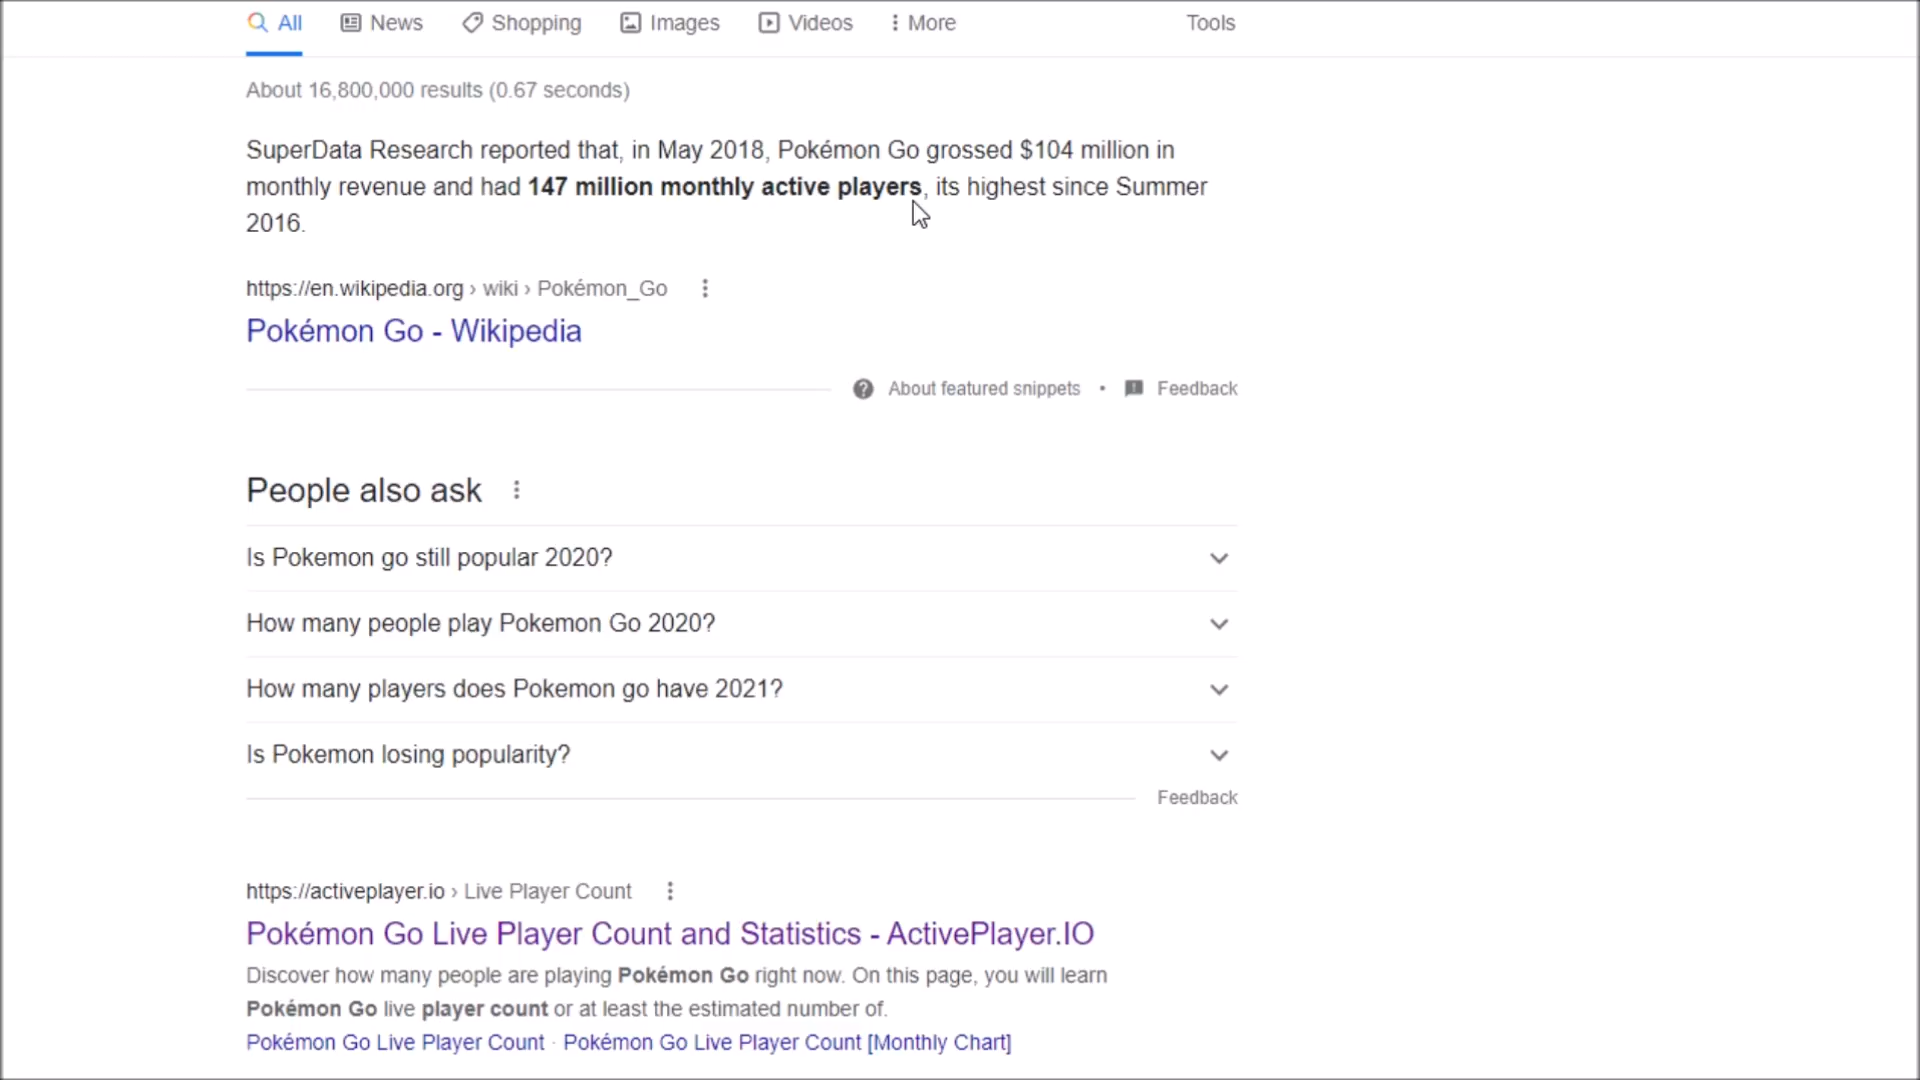 All News Shopping Images Videos More Tools
About 16,800,000 results (0.67 seconds)
SuperData Research reported that, in May 2018, Pokémon Go grossed $104 million in
monthly revenue and had 147 million monthly active players, its highest since Summer
2016.
https://en.wikipedia.org › wiki › Pokémon_Go
Pokémon Go - Wikipedia
About featured snippets • Feedback
People also ask
Is Pokemon go still popular 2020?
How many people play Pokemon Go 2020?
How many players does Pokemon go have 2021?
Is Pokemon losing popularity?
Feedback
https://activeplayer.io › Live Player Count
Pokémon Go Live Player Count and Statistics - ActivePlayer.IO
Discover how many people are playing Pokémon Go right now. On this page, you will learn
Pokémon Go live player count or at least the estimated number of.
Pokémon Go Live Player Count · Pokémon Go Live Player Count [Monthly Chart]